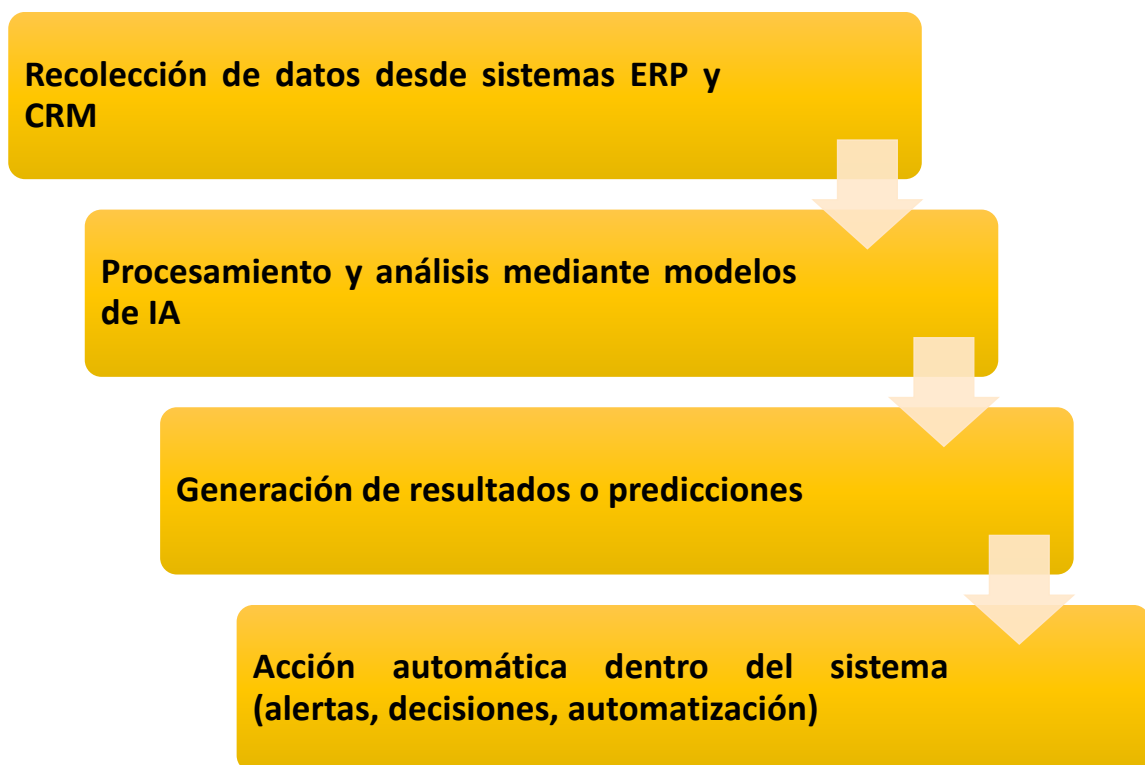 Recolección de datos desde sistemas ERP y
CRM
Procesamiento y análisis mediante modelos
de IA
Generación de resultados o predicciones
Acción automática dentro del sistema
(alertas, decisiones, automatización)